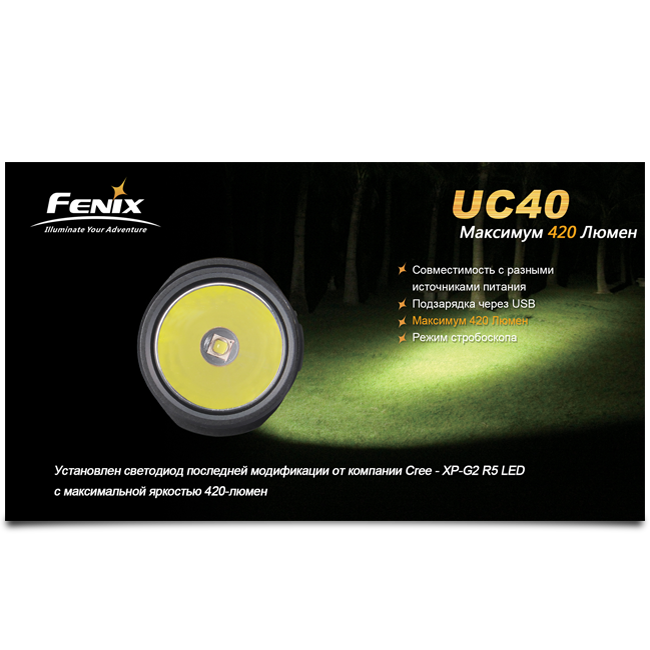 FENIX
Illuminate Your Adventure
UC40
Максимум 420 Люмен
Совместимость с разными
источниками питания
Подзарядка через USB
Максимум 420 Люмен
Режим стробоскопа
Установлен светодиод последней модификации от компании Cree - XP-G2 R5 LED
с максимальной яркостью 420-люмен